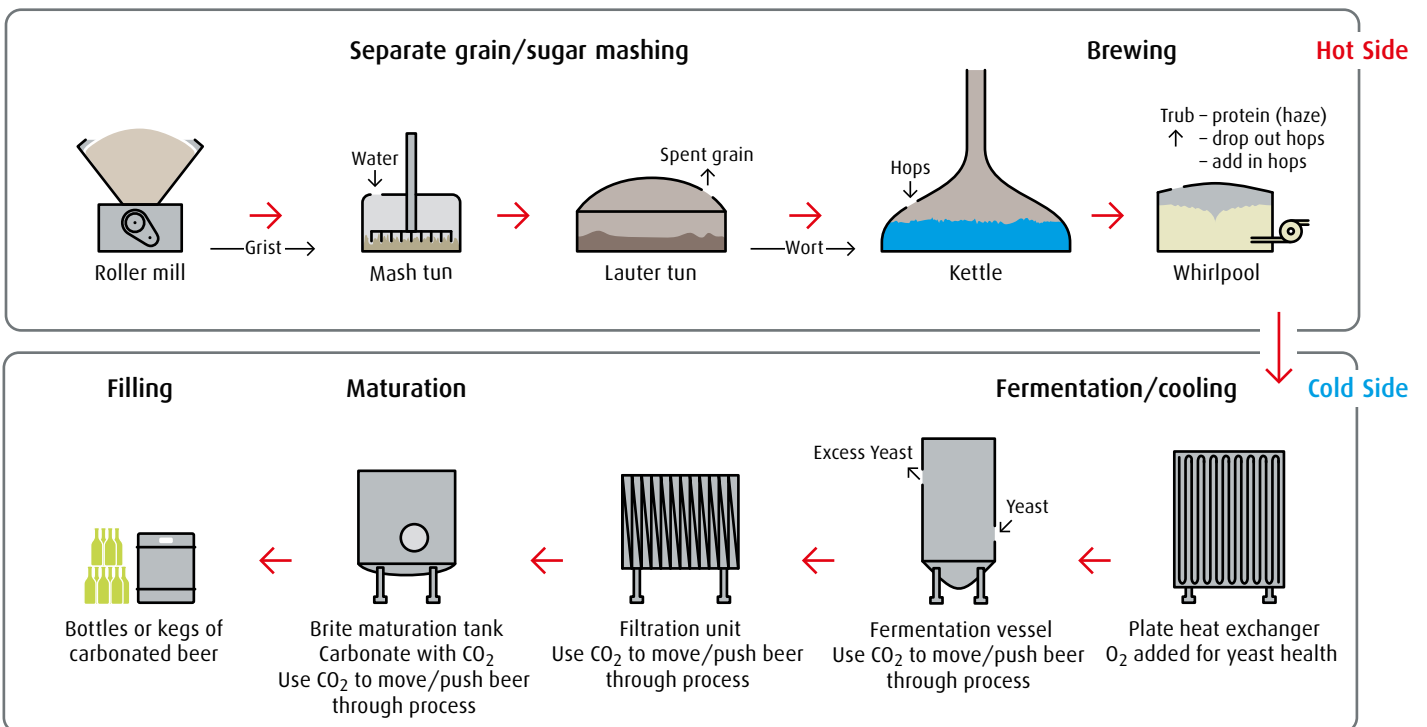 Separate grain/sugar mashing
Brewing
Hot Side
Water
Spent grain
Hops
Trub – protein (haze)
– drop out hops
– add in hops
Grist
Wort
Roller mill
Mash tun
Lauter tun
Kettle
Whirlpool
Filling
Maturation
Fermentation/cooling
Cold Side
Excess Yeast
Yeast
Bottles or kegs of
carbonated beer
Brite maturation tank
Carbonate with CO₂
Use CO₂ to move/push beer
through process
Filtration unit
Use CO₂ to move/push beer
through process
Fermentation vessel
Use CO₂ to move/push beer
through process
Plate heat exchanger
O₂ added for yeast health